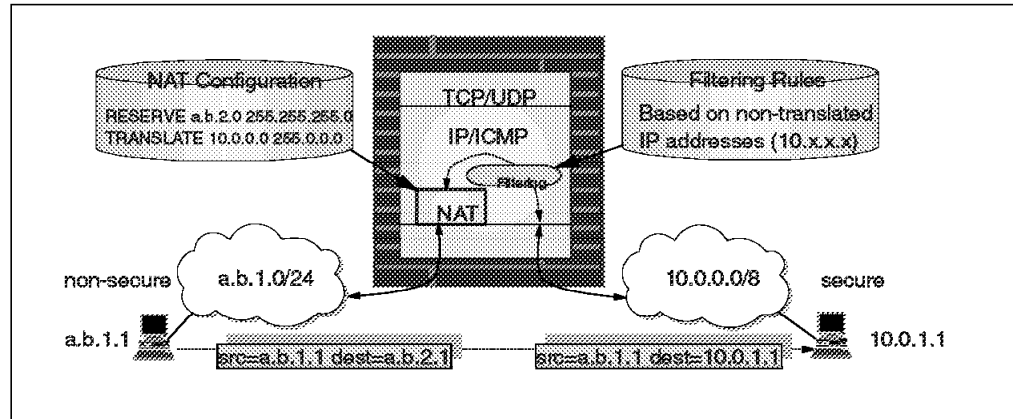 NAT Configuration
RESERVE a.b.2.0 255.255.255.0
TRANSLATE 10.0.0.0 255.0.0.0
TCP/UDP
IP/ICMP
Filtering
NAT
Filtering Rules
Based on non-translated
IP addresses (10.x.x.x)
non-secure
a.b.1.0/24
10.0.0.0/8
secure
a.b.1.1
src=a.b.1.1 dest=a.b.2.1
src=a.b.1.1 dest=10.0.1.1
10.0.1.1